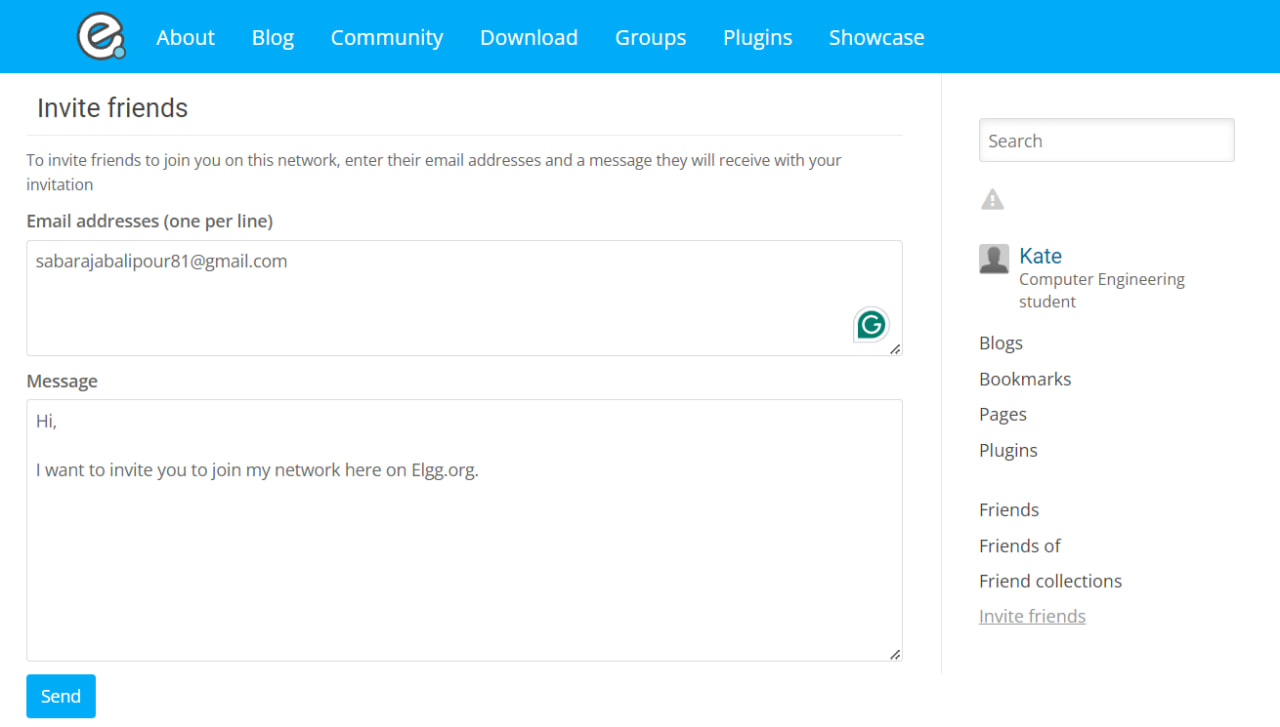 About Blog Community Download Groups Plugins Showcase
Invite friends
To invite friends to join you on this network, enter their email addresses and a message they will receive with your
invitation
Email addresses (one per line)
sabarajabalipour81@gmail.com
Message
Hi,
I want to invite you to join my network here on Elgg.org.
Send
Search
Kate
Computer Engineering
student
Blogs
Bookmarks
Pages
Plugins
Friends
Friends of
Friend collections
Invite friends